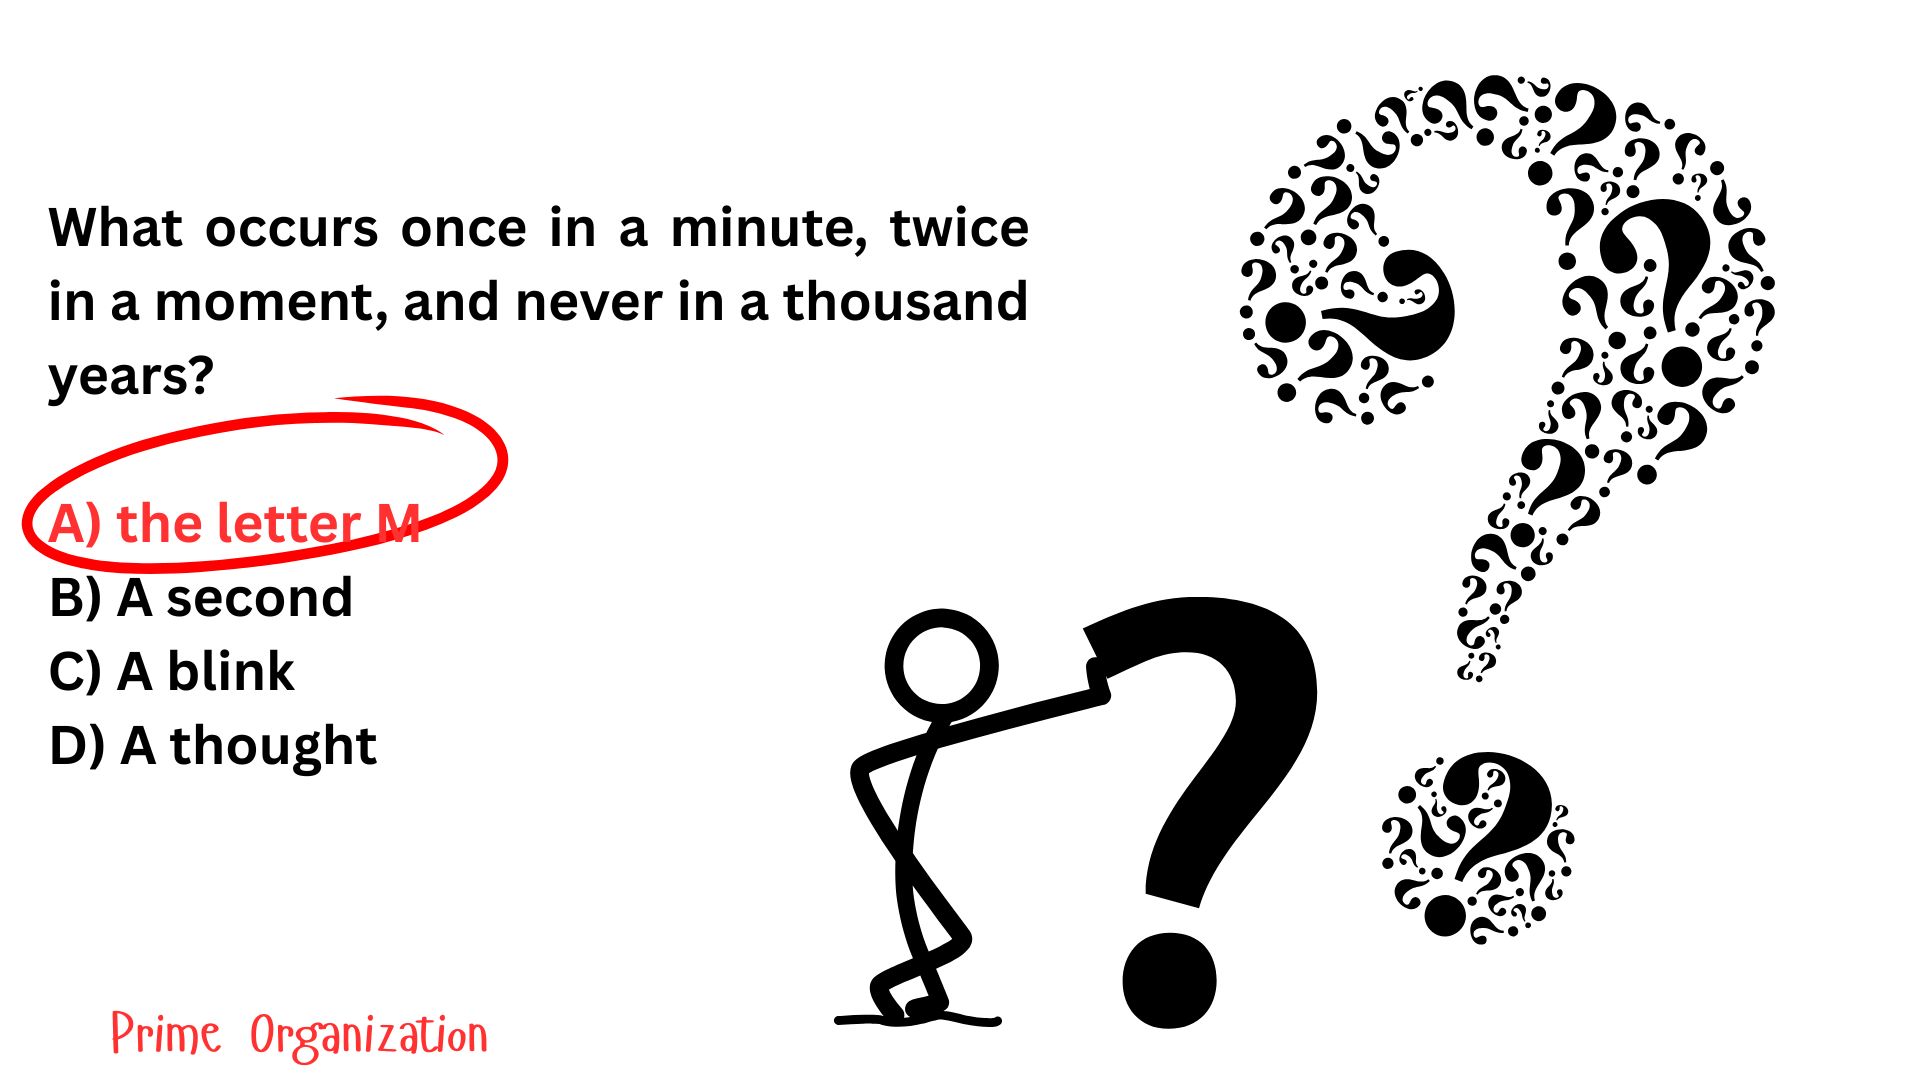 What occurs once in a minute, twice
in a moment, and never in a thousand
years?
A) the letter M
B) A second
C) A blink
D) A thought
Prime Organization